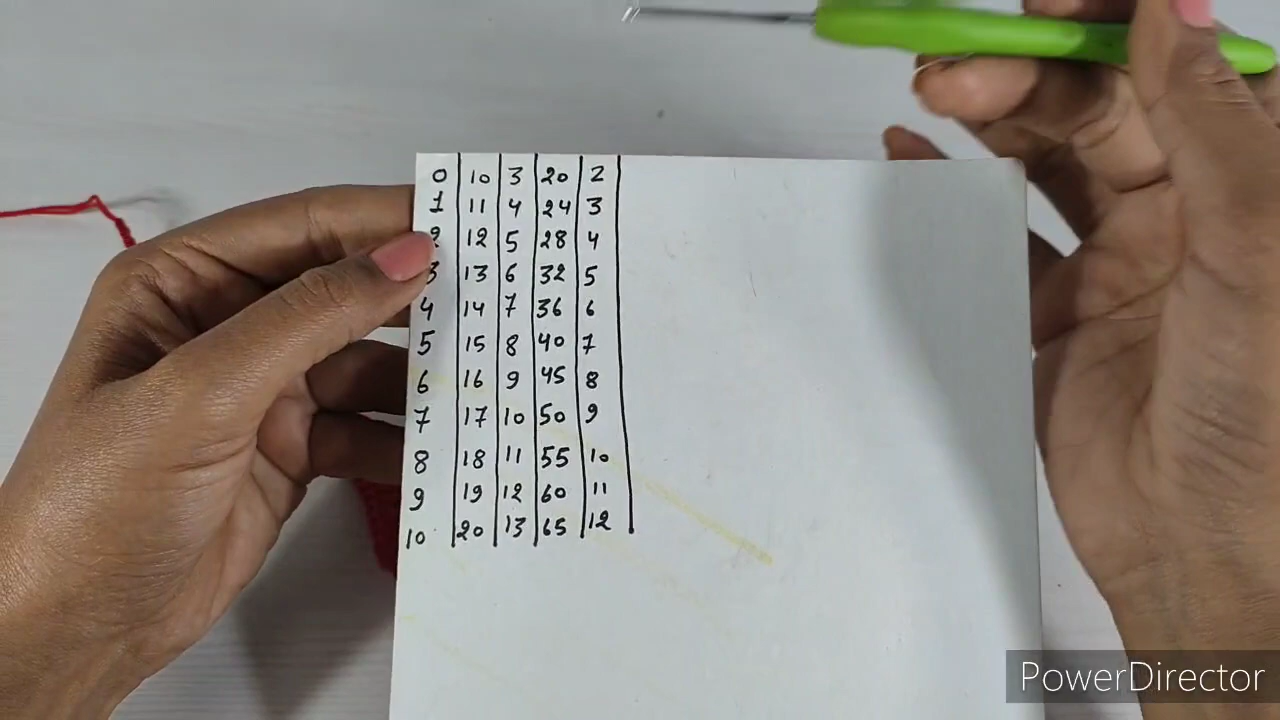 0 10 3 20 2
1 11 4 24 3
2 12 5 28 4
3 13 6 32 5
4 14 7 36 6
5 15 8 40 7
6 16 9 45 8
7 17 10 50 9
8 18 11 55 10
9 19 12 60 11
10 20 13 65 12
PowerDirector